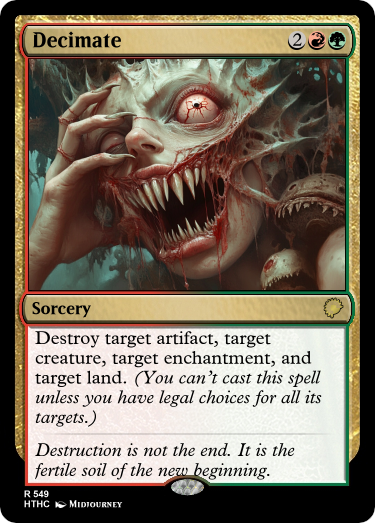 Decimate 2
Sorcery
Destroy target artifact, target
creature, target enchantment, and
target land. (You can't cast this spell
unless you have legal choices for all its
targets.)
Destruction is not the end. It is the
fertile soil of the new beginning.
R 549
HTHC MIDJOURNEY